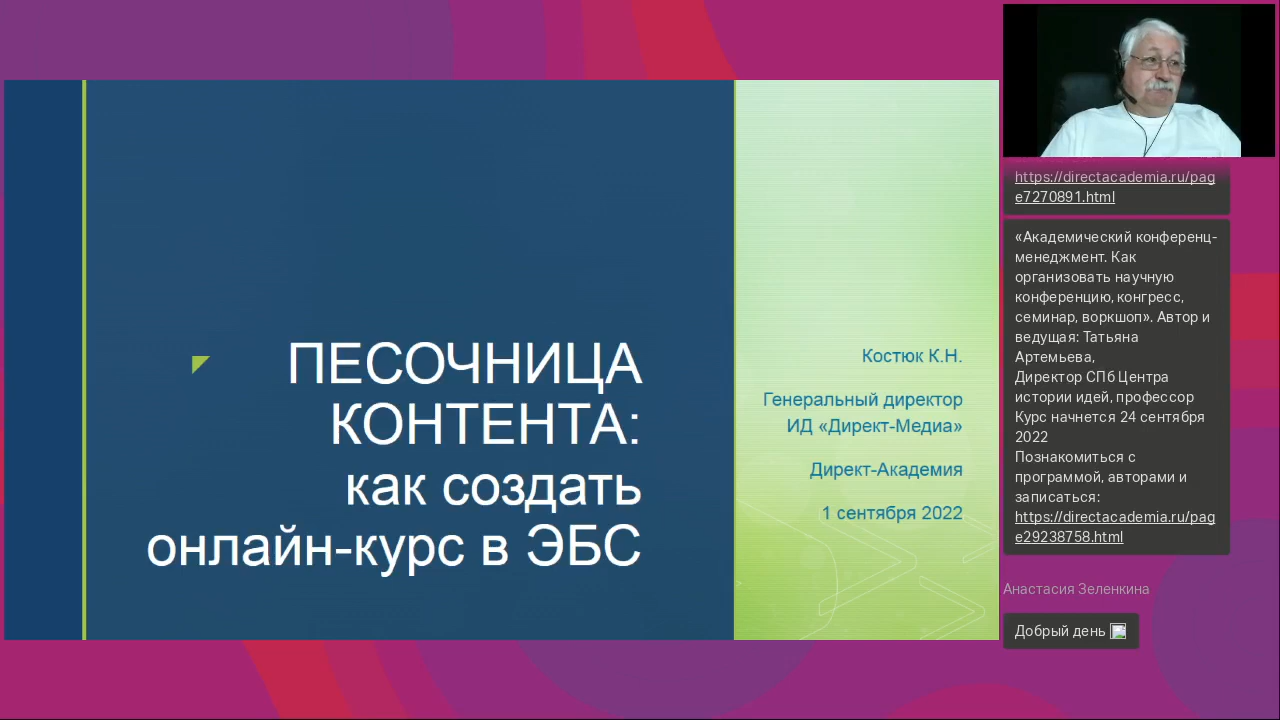 ПЕСОЧНИЦА
КОНТЕНТА:
как создать
онлайн-курс в ЭБС
Костюк К.Н.
Генеральный директор
ИД «Директ-Медиа»
Директ-Академия
1 сентября 2022
https://directacademia.ru/pag
e7270891.html
«Академический конференц-
менеджмент. Как
организовать научную
конференцию, конгресс,
семинар, воркшоп». Автор и
ведущая: Татьяна
Артемьева,
Директор СПб Центра
истории идей, профессор
Курс начнется 24 сентября
2022
Познакомиться с
программой, авторами и
записаться:
https://directacademia.ru/pag
e29238758.html
Анастасия Зеленкина
Добрый день